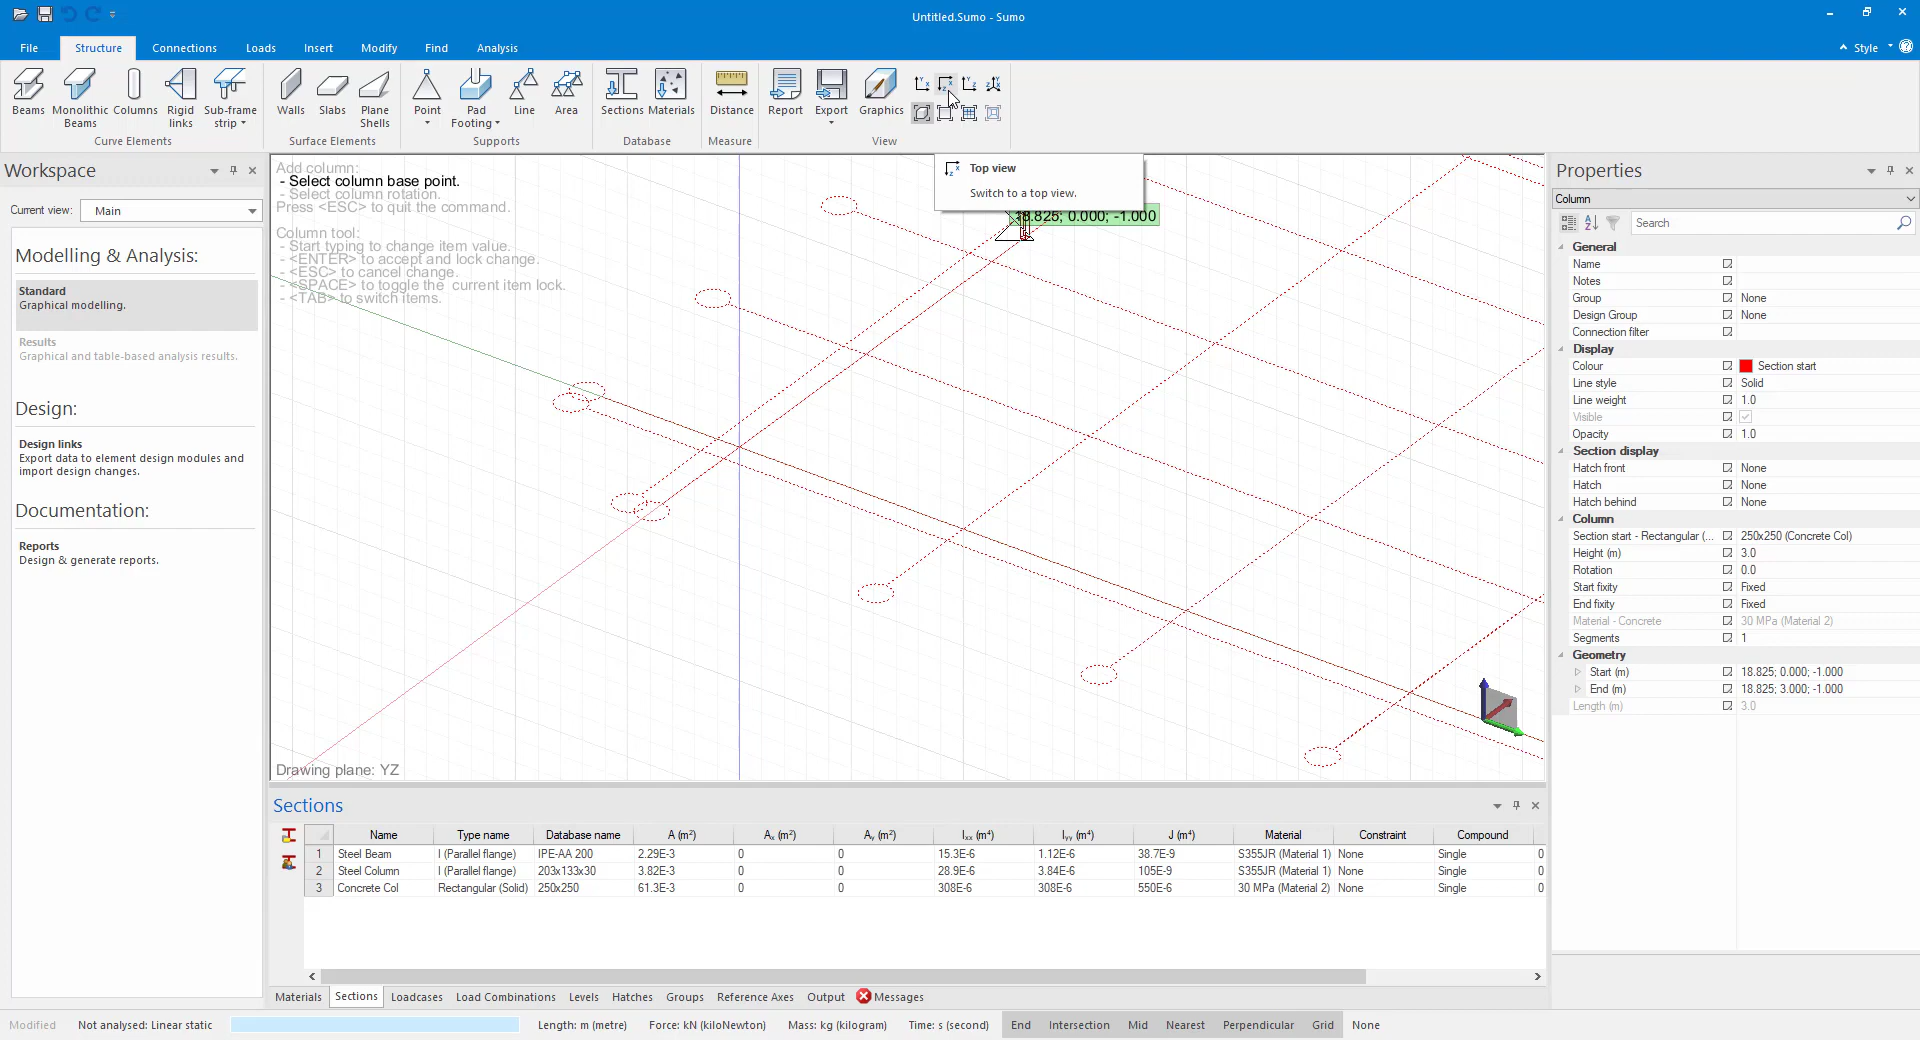 Untitled.Sumo - Sumo
File Structure Connections Loads Insert Modify Find Analysis Style
Beams
Monolithic Beams
Columns
Rigid links
Sub-frame strip
Curve Elements
Walls
Slabs
Plane Shells
Surface Elements
Point
Pad Footing
Line
Area
Supports
Sections
Materials
Database
Distance
Measure
Report
Export
Graphics
View
Top view
Switch to a top view.
Workspace
Current view: Main
Modelling & Analysis:
Standard
Graphical modelling.
Results
Graphical and table-based analysis results.
Design:
Design links
Export data to element design modules and
import design changes.
Documentation:
Reports
Design & generate reports.
Add column:
- Select column base point.
- Select column rotation.
Press <ESC> to quit the command.
Column tool:
- Start typing to change item value.
- <ENTER> to accept and lock change.
- <ESC> to cancel change.
- <SPACE> to toggle the current item lock.
- <TAB> to switch items.
18.825; 0.000; -1.000
Drawing plane: YZ
Properties
Column
Search
General
Name
Notes
Group None
Design Group None
Connection filter
Display
Colour Section start
Line style Solid
Line weight 1.0
Visible
Opacity 1.0
Section display
Hatch front None
Hatch None
Hatch behind None
Column
Section start - Rectangular (... 250x250 (Concrete Col)
Height (m) 3.0
Rotation 0.0
Start fixity Fixed
End fixity Fixed
Material - Concrete 30 MPa (Material 2)
Segments 1
Geometry
Start (m) 18.825; 0.000; -1.000
End (m) 18.825; 3.000; -1.000
Length (m) 3.0
Sections
Name Type name Database name A (m²) Aₓ (m²) Aᵧ (m²) Iₓₓ (m⁴) Iᵧᵧ (m⁴) J (m⁴) Material Constraint Compound
1 Steel Beam I (Parallel flange) IPE-AA 200 2.29E-3 0 0 15.3E-6 1.12E-6 38.7E-9 S355JR (Material 1) None Single 0
2 Steel Column I (Parallel flange) 203x133x30 3.82E-3 0 0 28.9E-6 3.84E-6 105E-9 S355JR (Material 1) None Single 0
3 Concrete Col Rectangular (Solid) 250x250 61.3E-3 0 0 308E-6 308E-6 550E-6 30 MPa (Material 2) None Single 0
Materials Sections Loadcases Load Combinations Levels Hatches Groups Reference Axes Output Messages
Modified Not analysed: Linear static Length: m (metre) Force: kN (kiloNewton) Mass: kg (kilogram) Time: s (second) End Intersection Mid Nearest Perpendicular Grid None